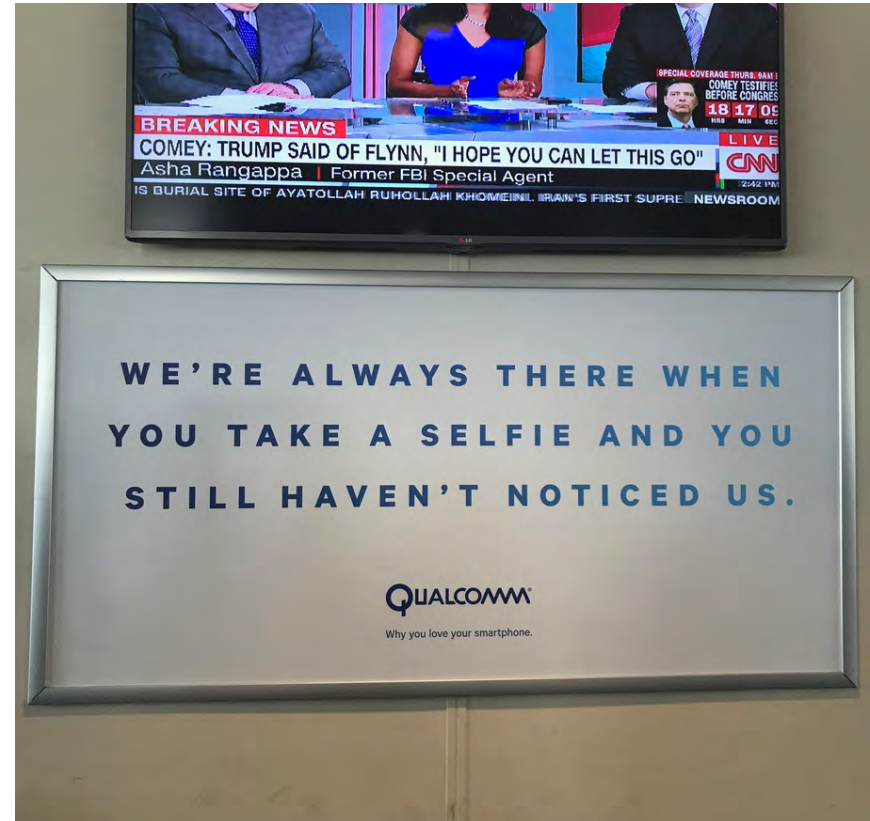 SPECIAL COVERAGE THURS. 9AM
COMEY TESTIFIES
BEFORE CONGRESS
18 17 09
HRS MIN SEC
BREAKING NEWS
COMEY: TRUMP SAID OF FLYNN, "I HOPE YOU CAN LET THIS GO"
LIVE
CNN
Asha Rangappa | Former FBI Special Agent
12:42 PM
IS BURIAL SITE OF AYATOLLAH RUHOLLAH KHOMEINI. IRAN'S FIRST SUPRE
NEWSROOM
LG
WE'RE ALWAYS THERE WHEN
YOU TAKE A SELFIE AND YOU
STILL HAVEN'T NOTICED US.
QUALCOMM®
Why you love your smartphone.